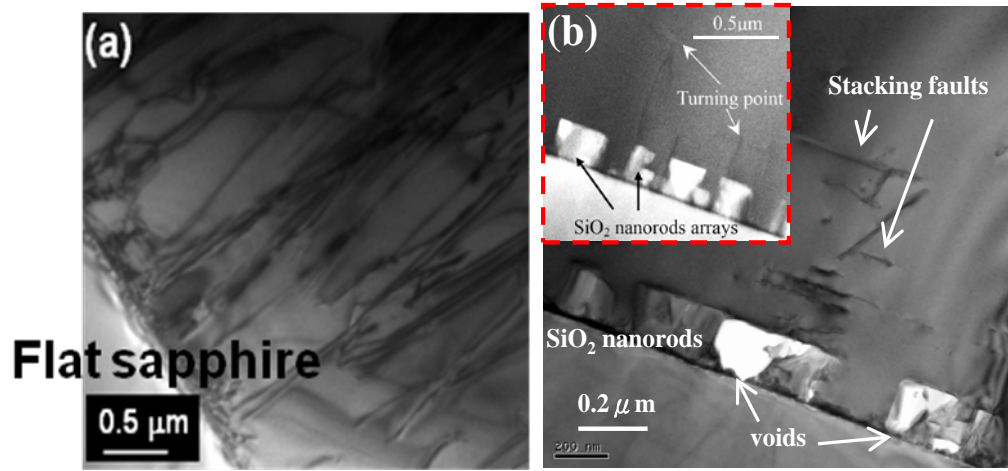 (a)
Flat sapphire
0.5 μm
(b)
0.5μm
Turning point
SiO₂ nanorods arrays
Stacking faults
SiO₂ nanorods
0.2 μ m
voids
200 nm